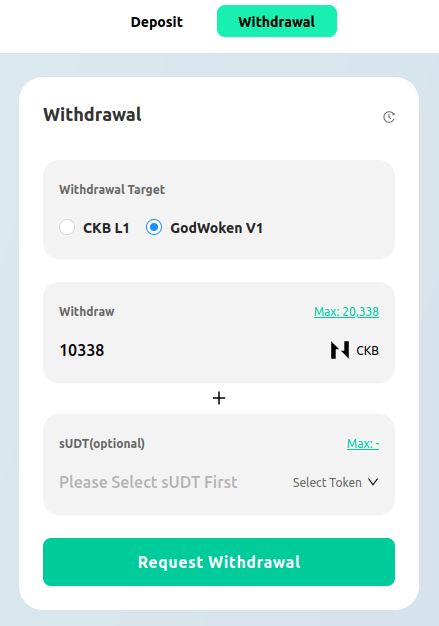 Deposit Withdrawal
Withdrawal
Withdrawal Target
CKB L1 GodWoken V1
Withdraw Max: 20,338
10338 CKB
+
sUDT(optional) Max: -
Please Select sUDT First Select Token
Request Withdrawal